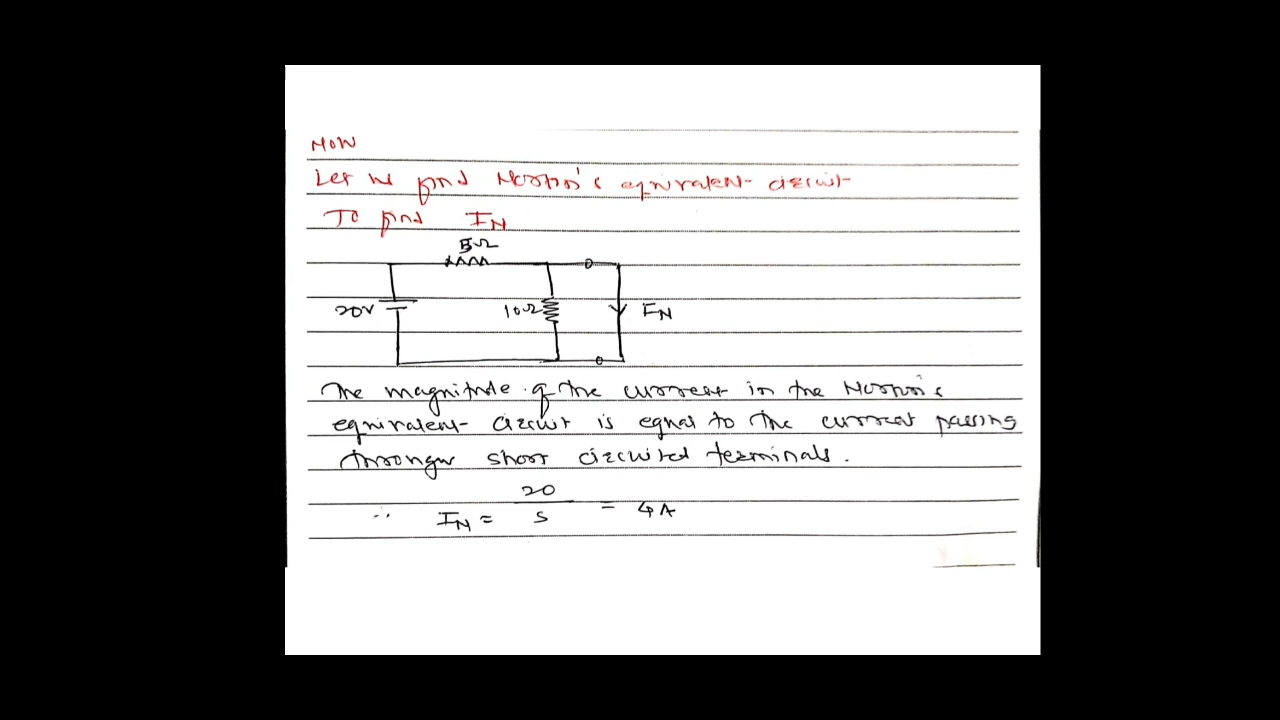 NOW
Let us find Norton's equivalent circuit
To find IN
5Ω
20V
10Ω
IN
The magnitude of the current in the Norton's
equivalent circuit is equal to the current passing
through short circuited terminals.
∴ IN = 20/5 = 4A